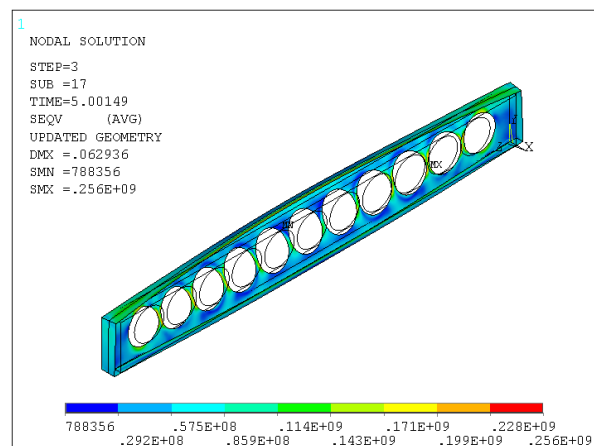 1
NODAL SOLUTION
STEP=3
SUB =17
TIME=5.00149
SEQV (AVG)
UPDATED GEOMETRY
DMX =.062936
SMN =788356
SMX =.256E+09
Y
Z X
MX
MN
788356 .575E+08 .114E+09 .171E+09 .228E+09
.292E+08 .859E+08 .143E+09 .199E+09 .256E+09